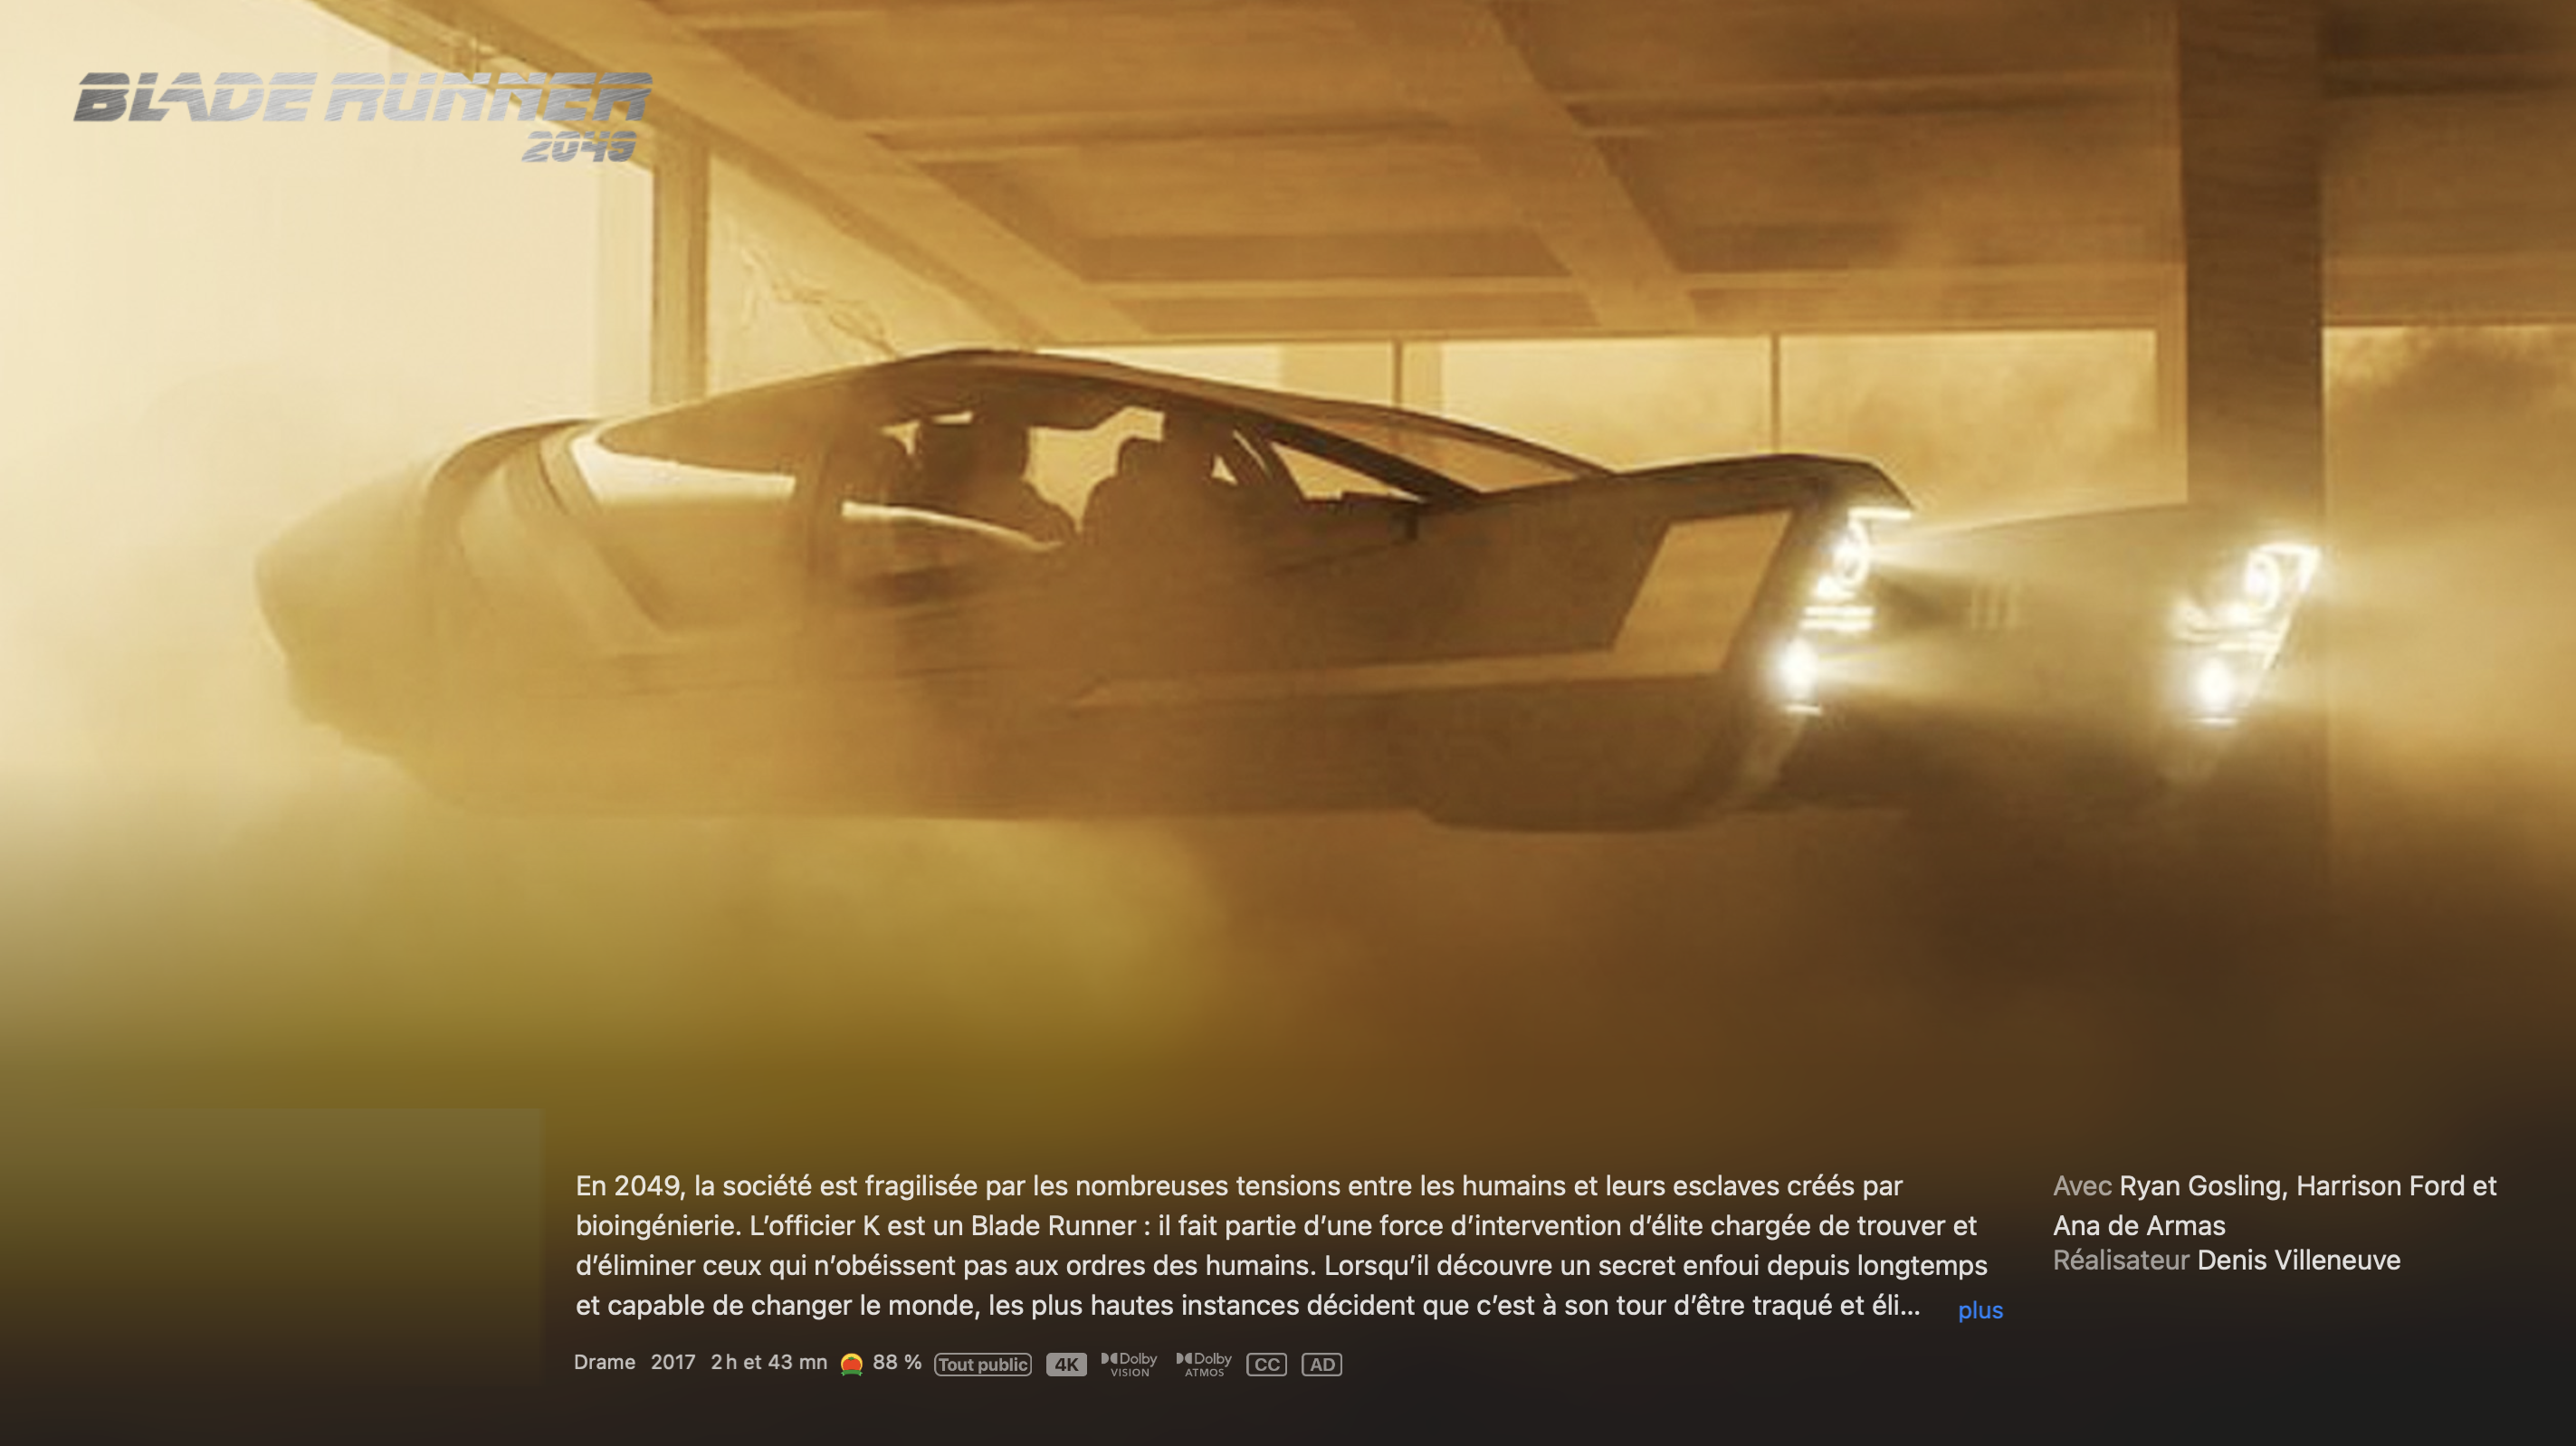 BLADE RUNNER
2049
En 2049, la société est fragilisée par les nombreuses tensions entre les humains et leurs esclaves créés par
bioingénierie. L’officier K est un Blade Runner : il fait partie d’une force d’intervention d’élite chargée de trouver et
d’éliminer ceux qui n’obéissent pas aux ordres des humains. Lorsqu’il découvre un secret enfoui depuis longtemps
et capable de changer le monde, les plus hautes instances décident que c’est à son tour d’être traqué et éli... plus
Avec Ryan Gosling, Harrison Ford et
Ana de Armas
Réalisateur Denis Villeneuve
Drame 2017 2 h et 43 mn 88 % Tout public 4K Dolby VISION Dolby ATMOS CC AD